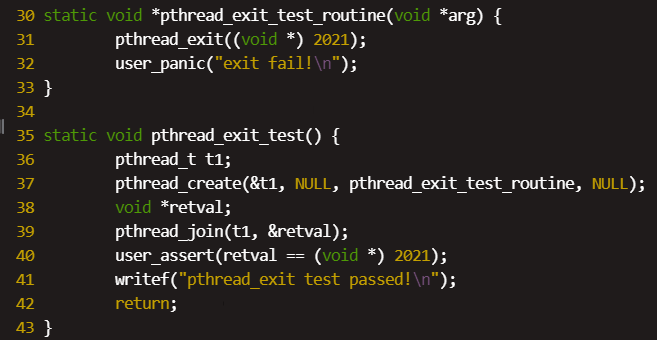 30 static void *pthread_exit_test_routine(void *arg) {
31         pthread_exit((void *) 2021);
32         user_panic("exit fail!\n");
33 }
34
35 static void pthread_exit_test() {
36         pthread_t t1;
37         pthread_create(&t1, NULL, pthread_exit_test_routine, NULL);
38         void *retval;
39         pthread_join(t1, &retval);
40         user_assert(retval == (void *) 2021);
41         writef("pthread_exit test passed!\n");
42         return;
43 }